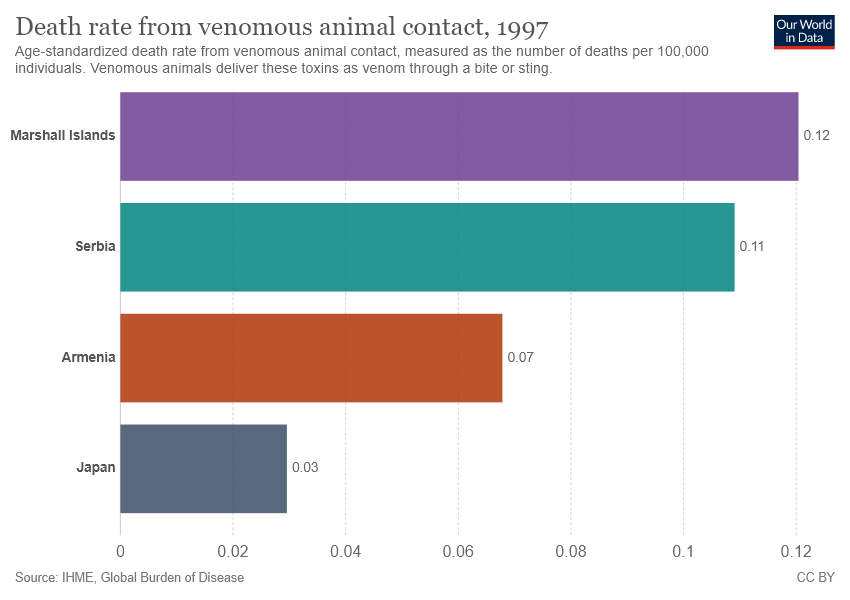 Death rate from venomous animal contact, 1997
Our World
in Data
Age-standardized death rate from venomous animal contact, measured as the number of deaths per 100,000
individuals. Venomous animals deliver these toxins as venom through a bite or sting.
Marshall Islands
0.12
Serbia
0.11
Armenia
0.07
Japan
0.03
0
0.02
0.04
0.06
0.08
0.1
0.12
Source: IHME, Global Burden of Disease
CC BY